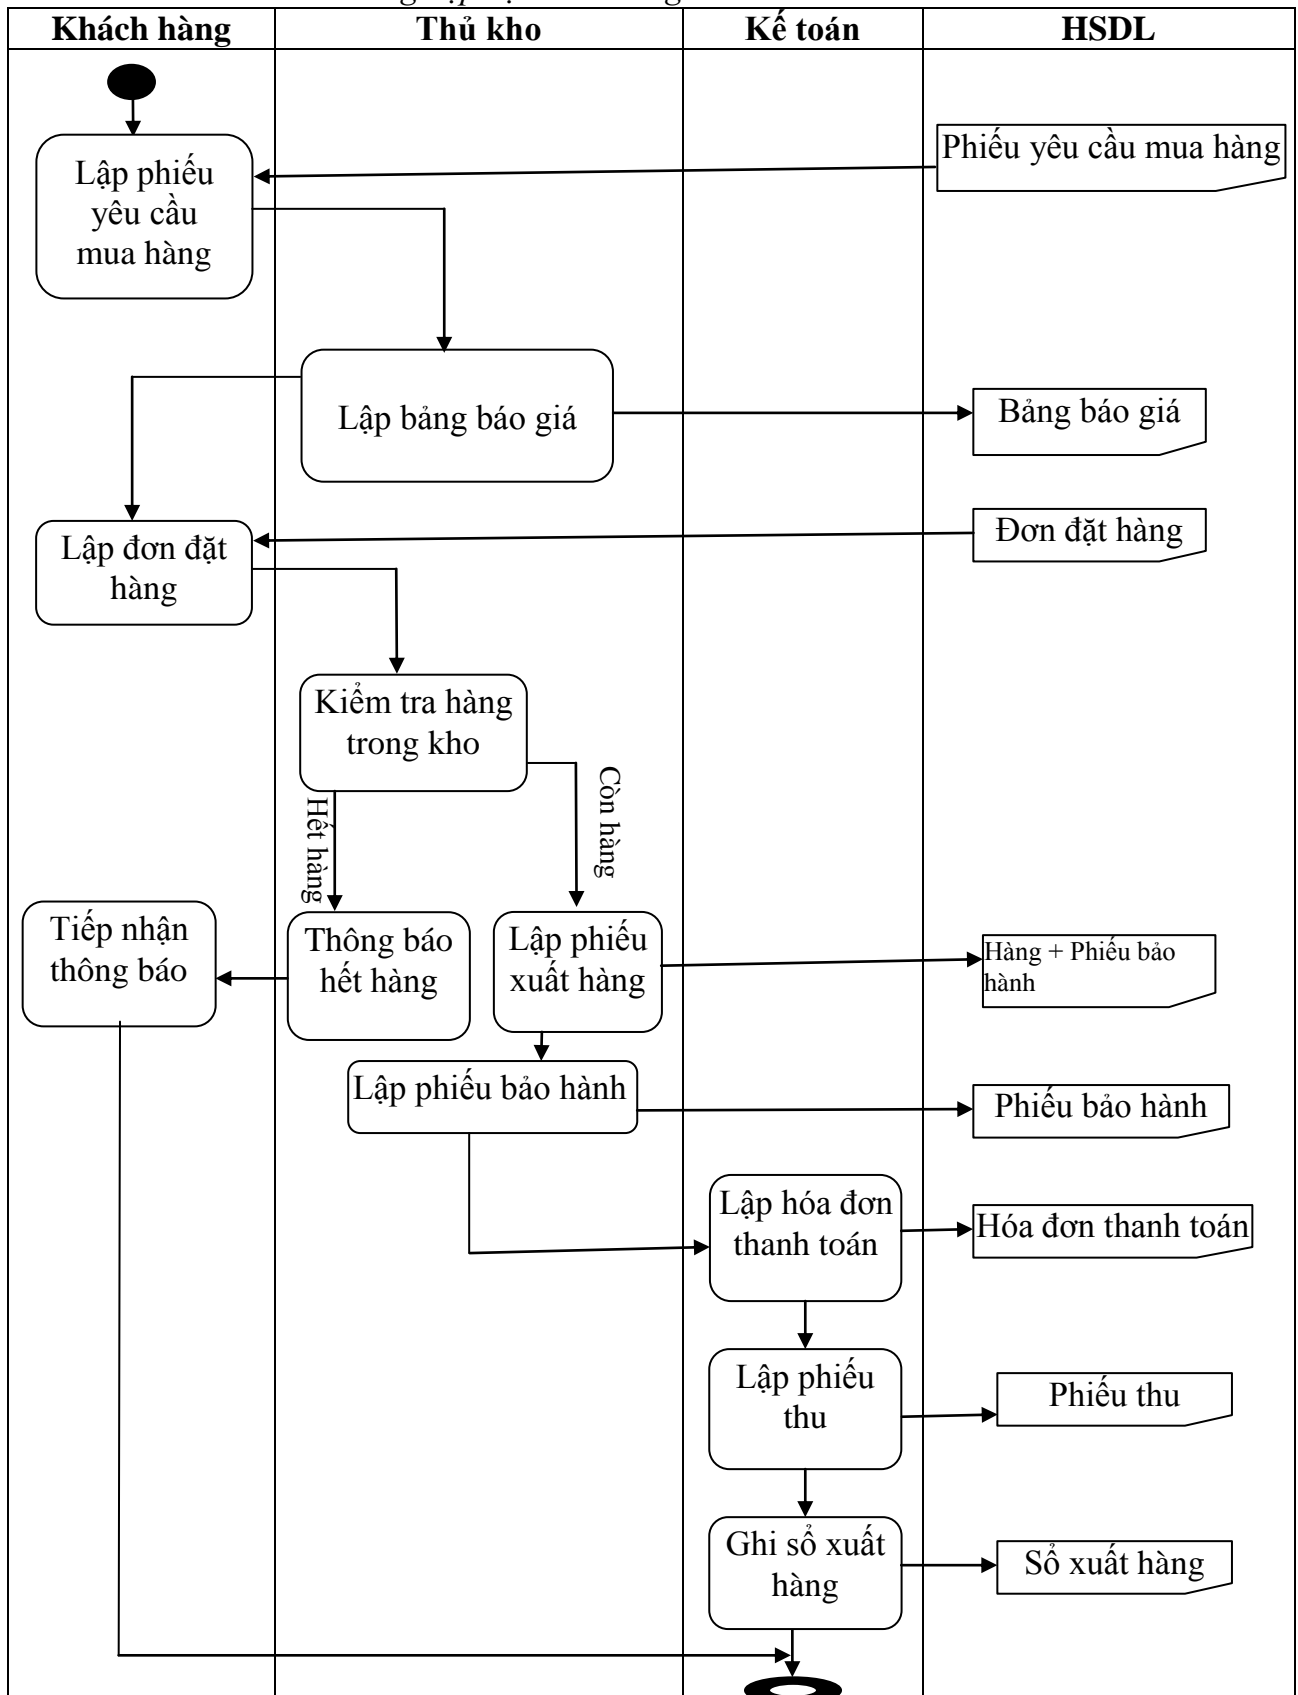 Khách hàng
Thủ kho
Kế toán
HSDL
Phiếu yêu cầu mua hàng
Lập phiếu
yêu cầu
mua hàng
Lập bảng báo giá
Bảng báo giá
Đơn đặt hàng
Lập đơn đặt
hàng
Kiểm tra hàng
trong kho
Hết hàng
Còn hàng
Tiếp nhận
thông báo
Thông báo
hết hàng
Lập phiếu
xuất hàng
Hàng + Phiếu bảo
hành
Lập phiếu bảo hành
Phiếu bảo hành
Lập hóa đơn
thanh toán
Hóa đơn thanh toán
Lập phiếu
thu
Phiếu thu
Ghi sổ xuất
hàng
Sổ xuất hàng